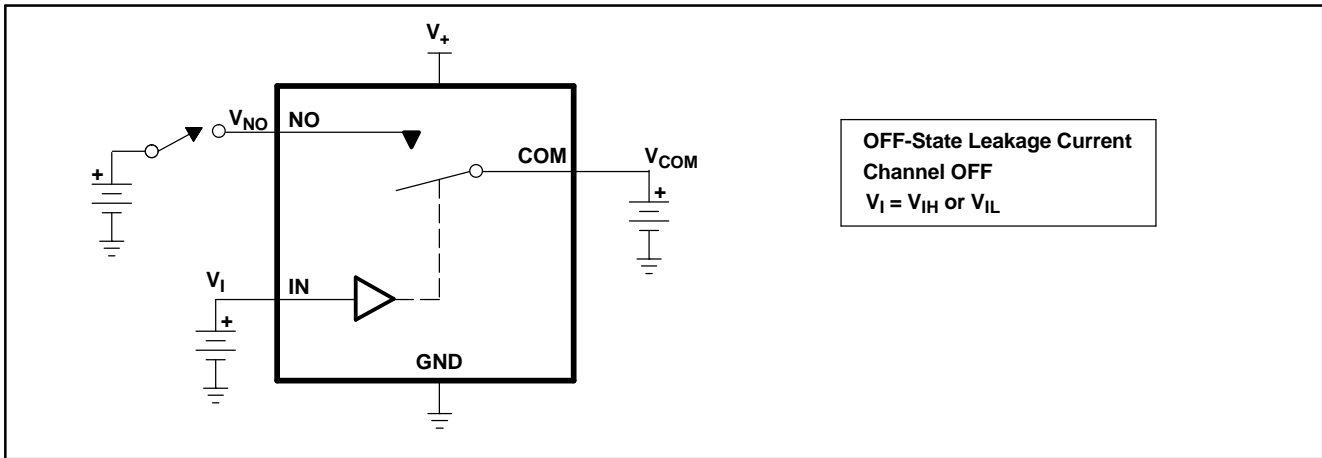 V+
VNO NO
COM VCOM
+
+
VI IN
+
GND
OFF-State Leakage Current
Channel OFF
VI = VIH or VIL